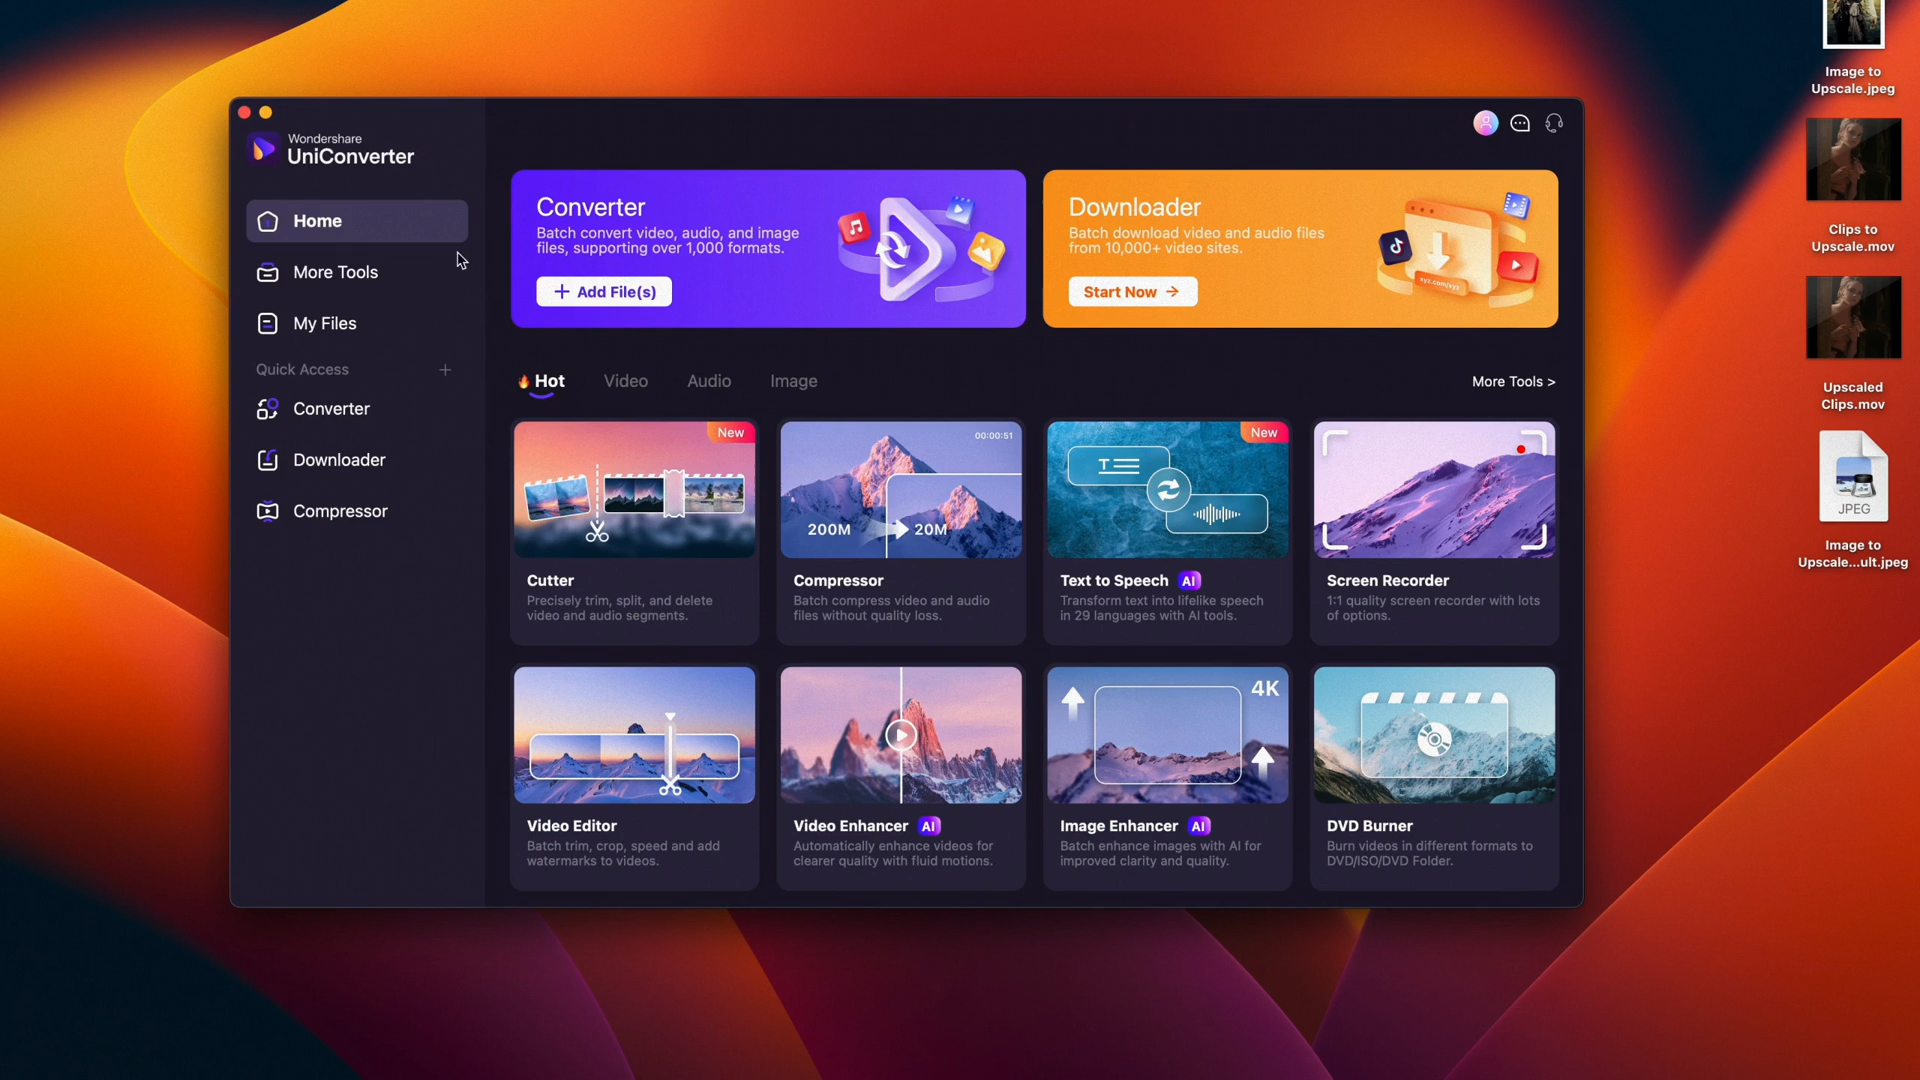 Wondershare
UniConverter
Home
More Tools
My Files
Quick Access
Converter
Downloader
Compressor
Converter
Batch convert video, audio, and image
files, supporting over 1,000 formats.
+ Add File(s)
Downloader
Batch download video and audio files
from 10,000+ video sites.
Start Now →
xyz.com/xyz
Hot
Video
Audio
Image
More Tools >
New
Cutter
Precisely trim, split, and delete
video and audio segments.
00:00:51
200M
20M
Compressor
Batch compress video and audio
files without quality loss.
New
T
Text to Speech AI
Transform text into lifelike speech
in 29 languages with AI tools.
Screen Recorder
1:1 quality screen recorder with lots
of options.
Video Editor
Batch trim, crop, speed and add
watermarks to videos.
Video Enhancer AI
Automatically enhance videos for
clearer quality with fluid motions.
4K
Image Enhancer AI
Batch enhance images with AI for
improved clarity and quality.
DVD Burner
Burn videos in different formats to
DVD/ISO/DVD Folder.
Image to
Upscale.jpeg
Clips to
Upscale.mov
Upscaled
Clips.mov
JPEG
Image to
Upscale...ult.jpeg